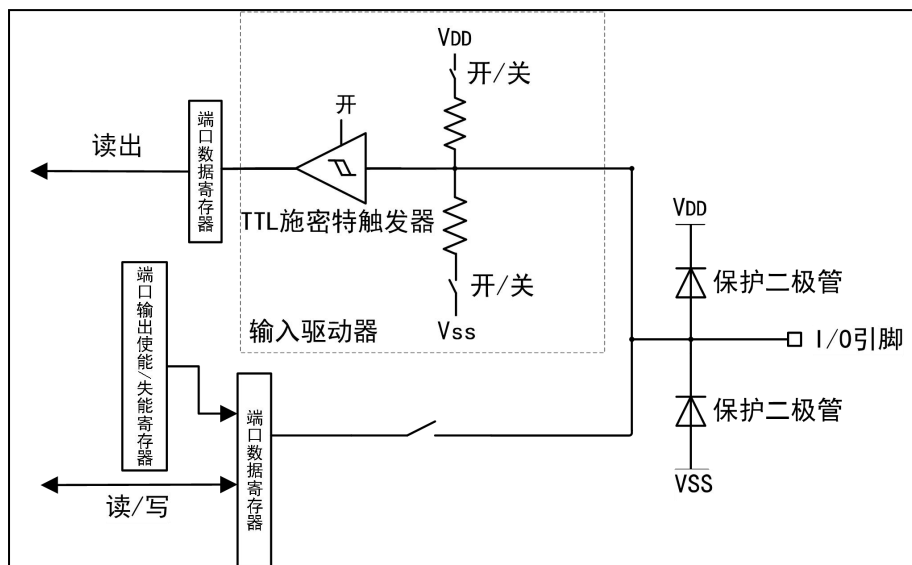 VDD
开/关
开
端口数据寄存器
读出
TTL施密特触发器
VDD
端口输出使能/失能寄存器
开/关
保护二极管
输入驱动器
Vss
I/O引脚
端口数据寄存器
保护二极管
读/写
VSS